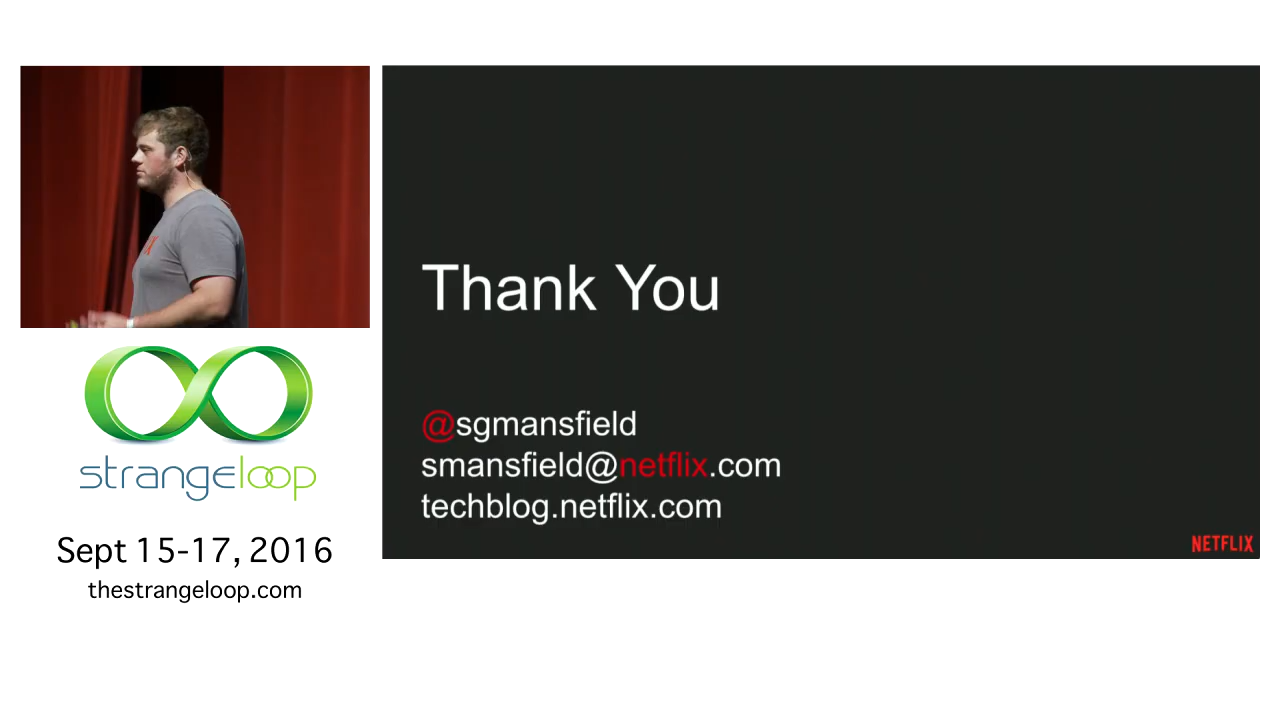 Thank You
@sgmansfield
smansfield@netflix.com
techblog.netflix.com
NETFLIX
strangeloop
Sept 15-17, 2016
thestrangeloop.com